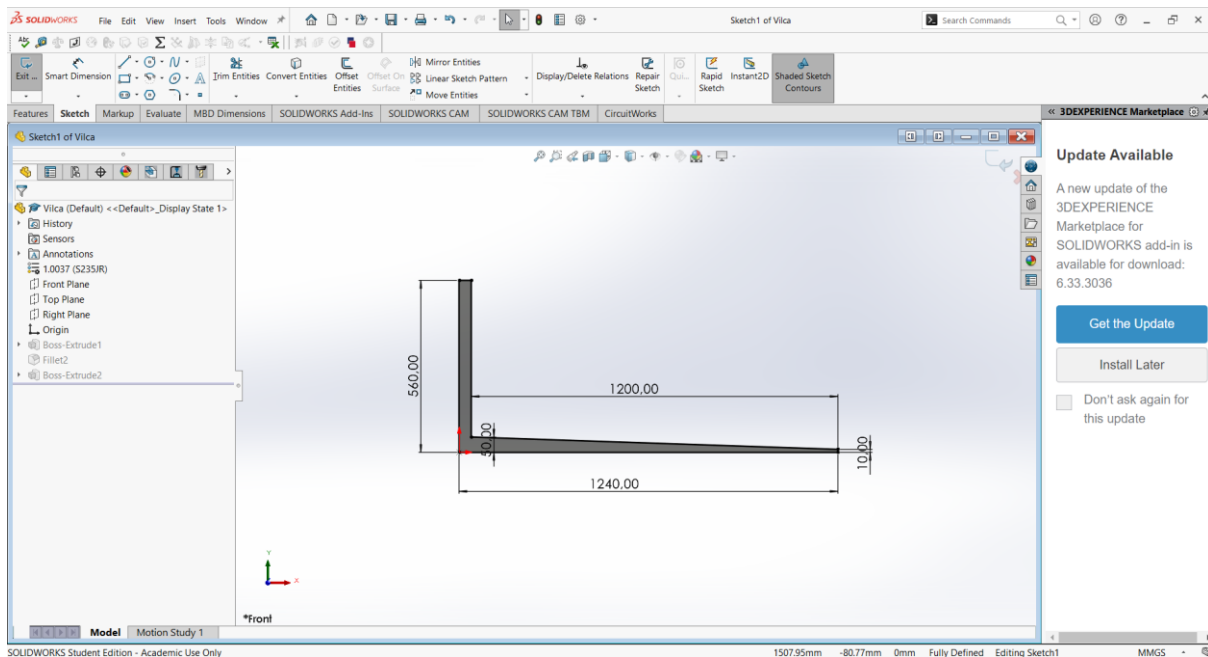 SOLIDWORKS File Edit View Insert Tools Window Sketch1 of Vilca Search Commands
Exit ... Smart Dimension Trim Entities Convert Entities Offset Entities Offset On Surface Mirror Entities Linear Sketch Pattern Move Entities Display/Delete Relations Repair Sketch Qui... Rapid Sketch Instant2D Shaded Sketch Contours
Features Sketch Markup Evaluate MBD Dimensions SOLIDWORKS Add-Ins SOLIDWORKS CAM SOLIDWORKS CAM TBM CircuitWorks
3DEXPERIENCE Marketplace
Sketch1 of Vilca
Vilca (Default) <<Default>_Display State 1>
History
Sensors
Annotations
1.0037 (S235JR)
Front Plane
Top Plane
Right Plane
Origin
Boss-Extrude1
Fillet2
Boss-Extrude2
560,00
1200,00
50,00
10,00
1240,00
Y
X
*Front
Update Available
A new update of the
3DEXPERIENCE
Marketplace for
SOLIDWORKS add-in is
available for download:
6.33.3036
Get the Update
Install Later
Don't ask again for
this update
Model Motion Study 1
SOLIDWORKS Student Edition - Academic Use Only 1507.95mm -80.77mm 0mm Fully Defined Editing Sketch1 MMGS